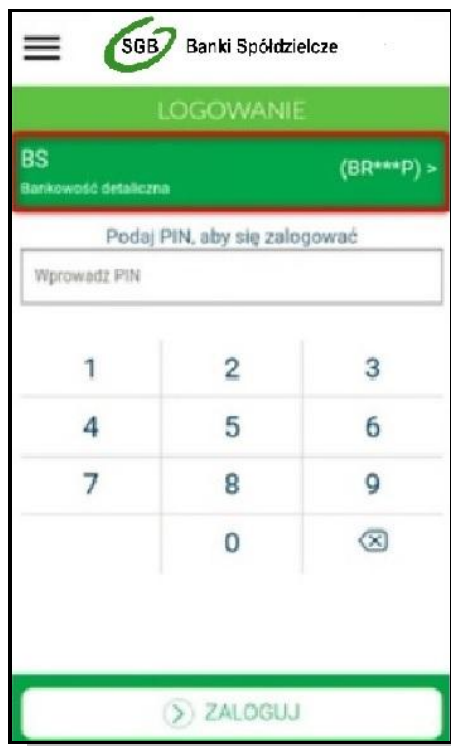 SGB Banki Spółdzielcze
LOGOWANIE
BS
(BR***P) >
Bankowość detaliczna
Podaj PIN, aby się zalogować
Wprowadź PIN
1 2 3
4 5 6
7 8 9
0
ZALOGUJ